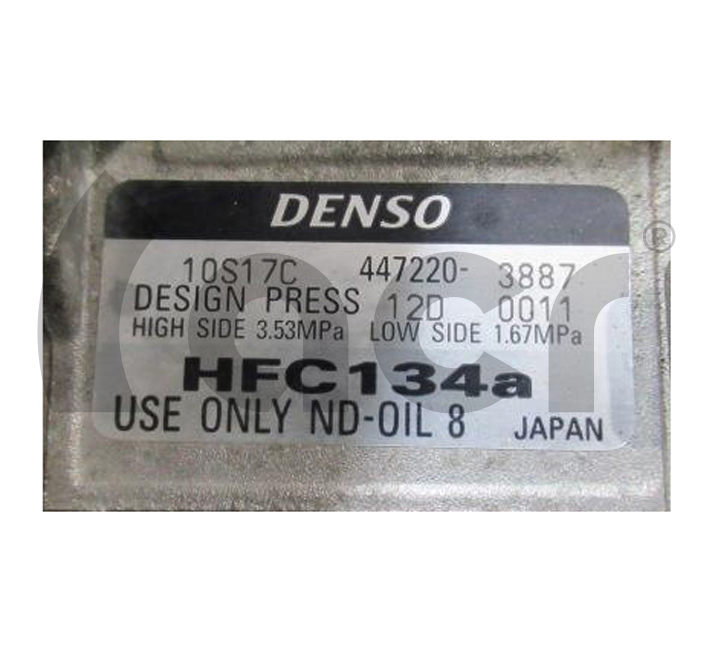 DENSO
10S17C 447220- 3887
DESIGN PRESS 12D 0011
HIGH SIDE 3.53MPa LOW SIDE 1.67MPa
HFC134a
USE ONLY ND-OIL 8 JAPAN
acr®